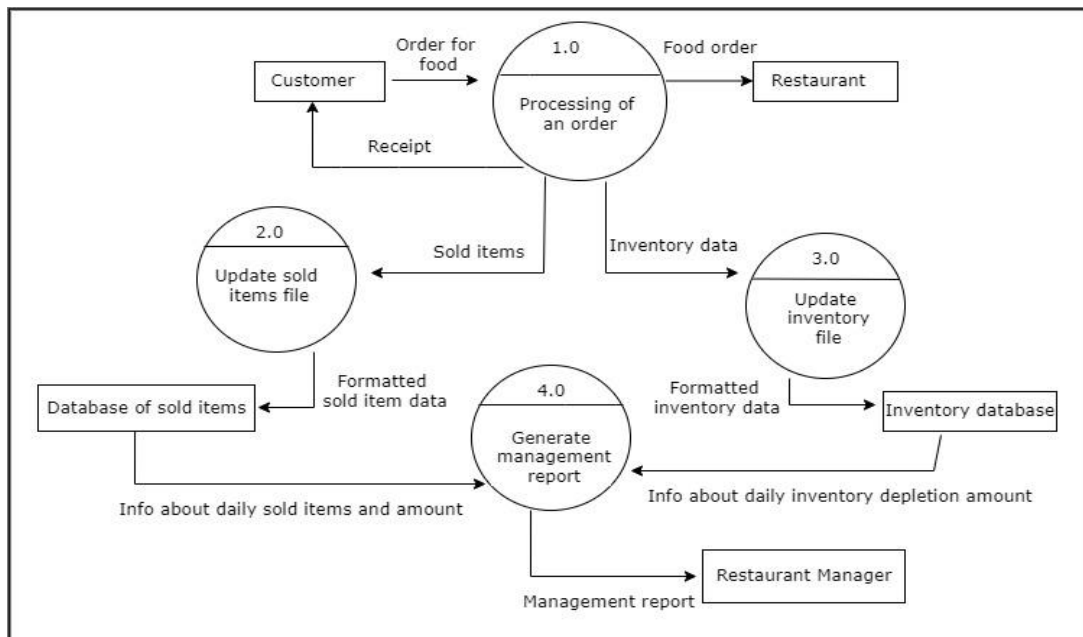 Order for
food
1.0
Food order
Customer
Restaurant
Processing of
an order
Receipt
2.0
Sold items
Inventory data
3.0
Update sold
items file
Update
inventory
file
Formatted
sold item data
4.0
Formatted
inventory data
Database of sold items
Inventory database
Generate
management
report
Info about daily sold items and amount
Info about daily inventory depletion amount
Restaurant Manager
Management report